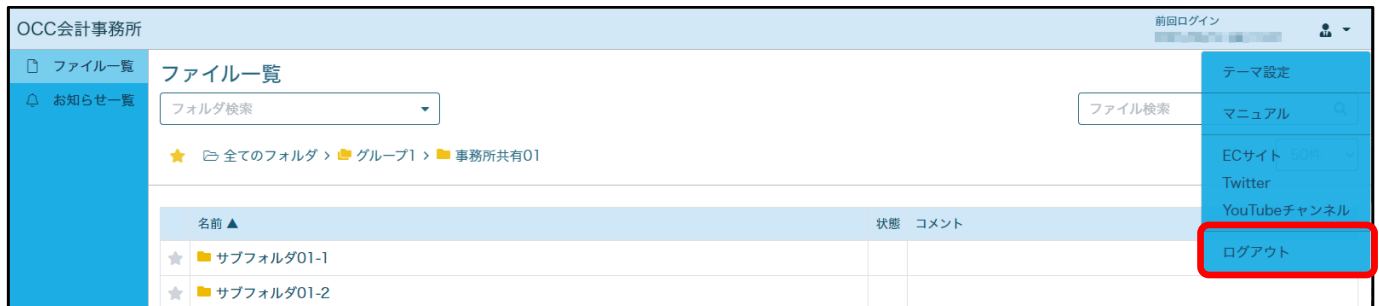 OCC会計事務所
前回ログイン
ファイル一覧
お知らせ一覧
ファイル一覧
フォルダ検索
ファイル検索
全てのフォルダ > グループ1 > 事務所共有01
50件
名前▲ 状態 コメント
サブフォルダ01-1
サブフォルダ01-2
テーマ設定
マニュアル
ECサイト
Twitter
YouTubeチャンネル
ログアウト